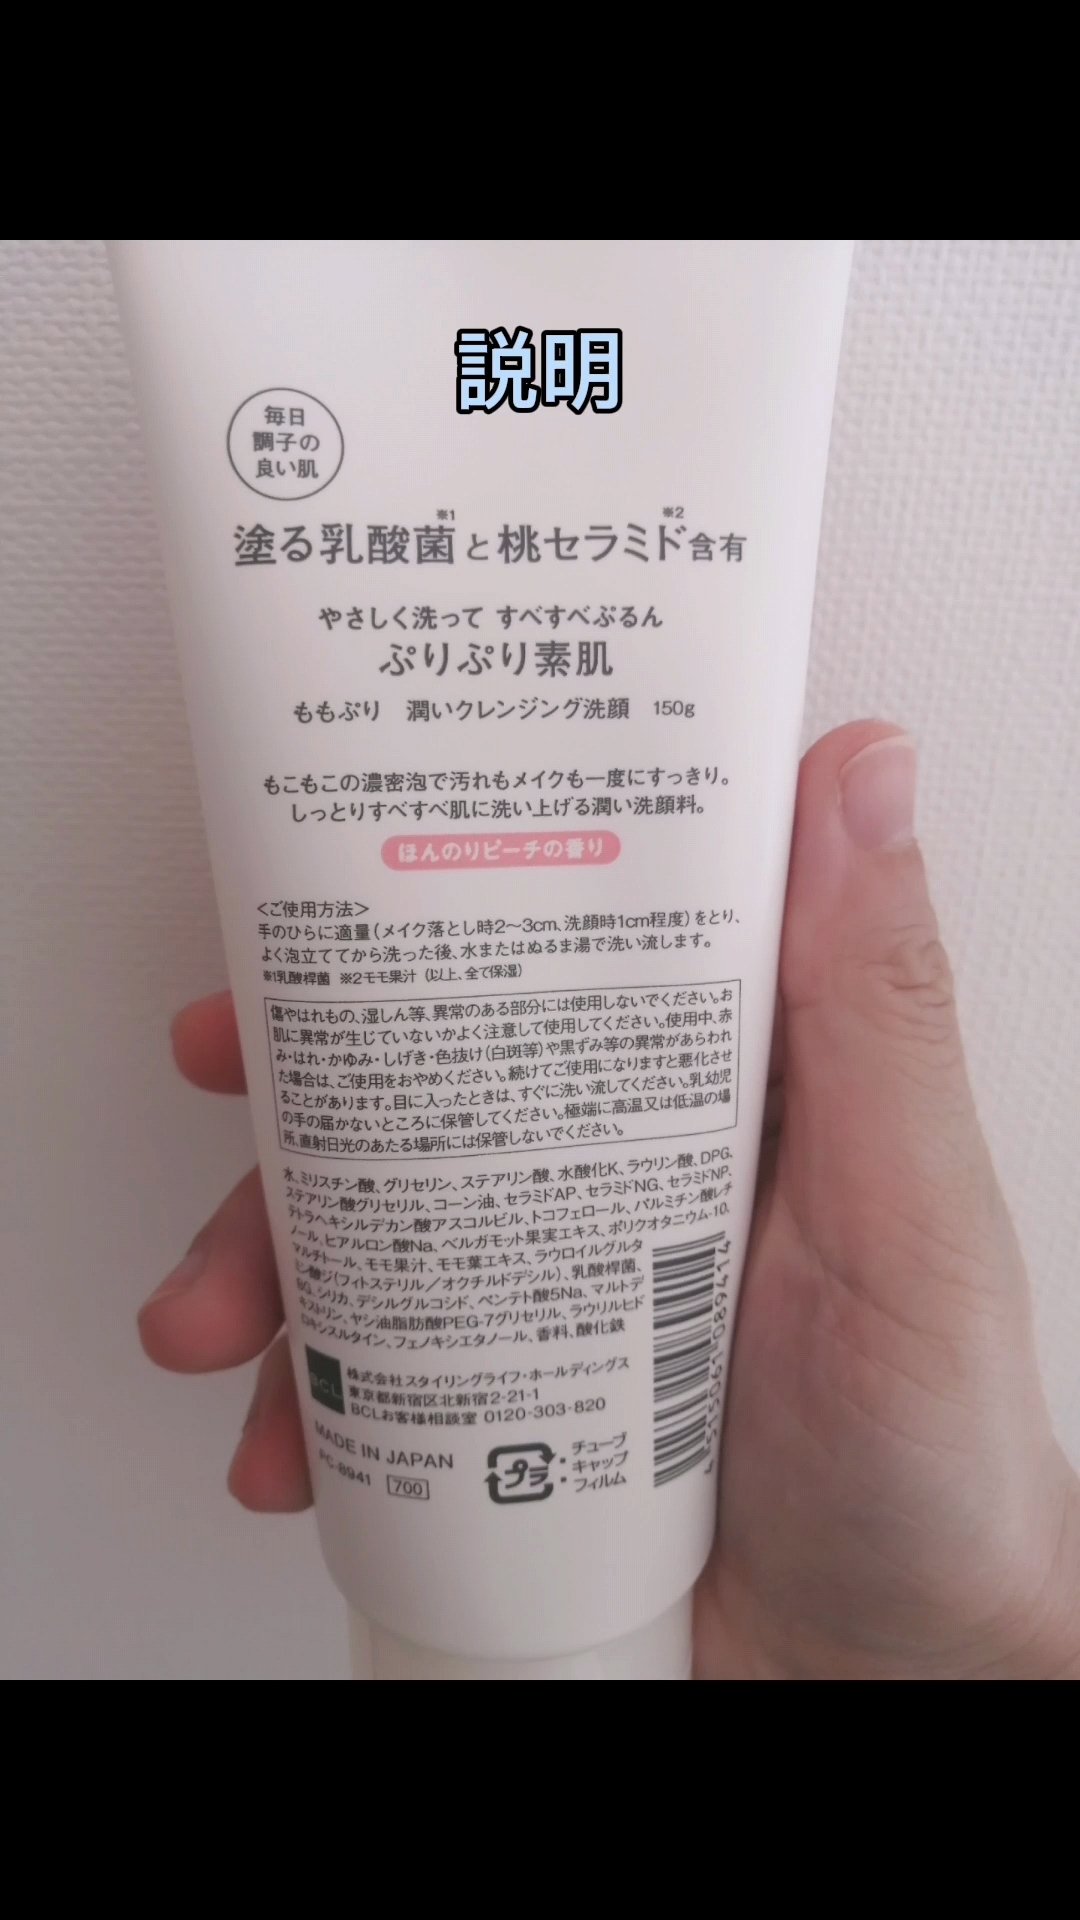 説明
毎日
調子の
良い肌
塗る乳酸菌※1と桃セラミド※2含有
やさしく洗って すべすべぷるん
ぷりぷり素肌
ももぷり 潤いクレンジング洗顔 150g
もこもこの濃密泡で汚れもメイクも一度にすっきり。
しっとりすべすべ肌に洗い上げる潤い洗顔料。
ほんのりピーチの香り
<ご使用方法>
手のひらに適量(メイク落とし時2～3cm、洗顔時1cm程度)をとり、
よく泡立ててから洗った後、水またはぬるま湯で洗い流します。
※1乳酸桿菌 ※2モモ果汁 (以上、全て保湿)
傷やはれもの、湿しん等、異常のある部分には使用しないでください。お
肌に異常が生じていないかよく注意して使用してください。使用中、赤
み・はれ・かゆみ・しげき・色抜け(白斑等)や黒ずみ等の異常があらわれ
た場合は、ご使用をおやめください。続けてご使用になりますと悪化させ
ることがあります。目に入ったときは、すぐに洗い流してください。乳幼児
の手の届かないところに保管してください。極端に高温又は低温の場
所、直射日光のあたる場所には保管しないでください。
水、ミリスチン酸、グリセリン、ステアリン酸、水酸化K、ラウリン酸、DPG、
ステアリン酸グリセリル、コーン油、セラミドAP、セラミドNG、セラミドNP、
テトラヘキシルデカン酸アスコルビル、トコフェロール、パルミチン酸レチ
ノール、ヒアルロン酸Na、ベルガモット果実エキス、ポリクオタニウム-10、
マルチトール、モモ果汁、モモ葉エキス、ラウロイルグルタ
ミン酸ジ(フィトステリル/オクチルドデシル)、乳酸桿菌、
BG、シリカ、デシルグルコシド、ペンテト酸5Na、マルトデ
キストリン、ヤシ油脂肪酸PEG-7グリセリル、ラウリルヒド
ロキシスルタイン、フェノキシエタノール、香料、酸化鉄
BCL
株式会社スタイリングライフ・ホールディングス
東京都新宿区北新宿2-21-1
BCLお客様相談室 0120-303-820
MADE IN JAPAN
PC-8941 700
プラ
・チューブ
・キャップ
・フィルム